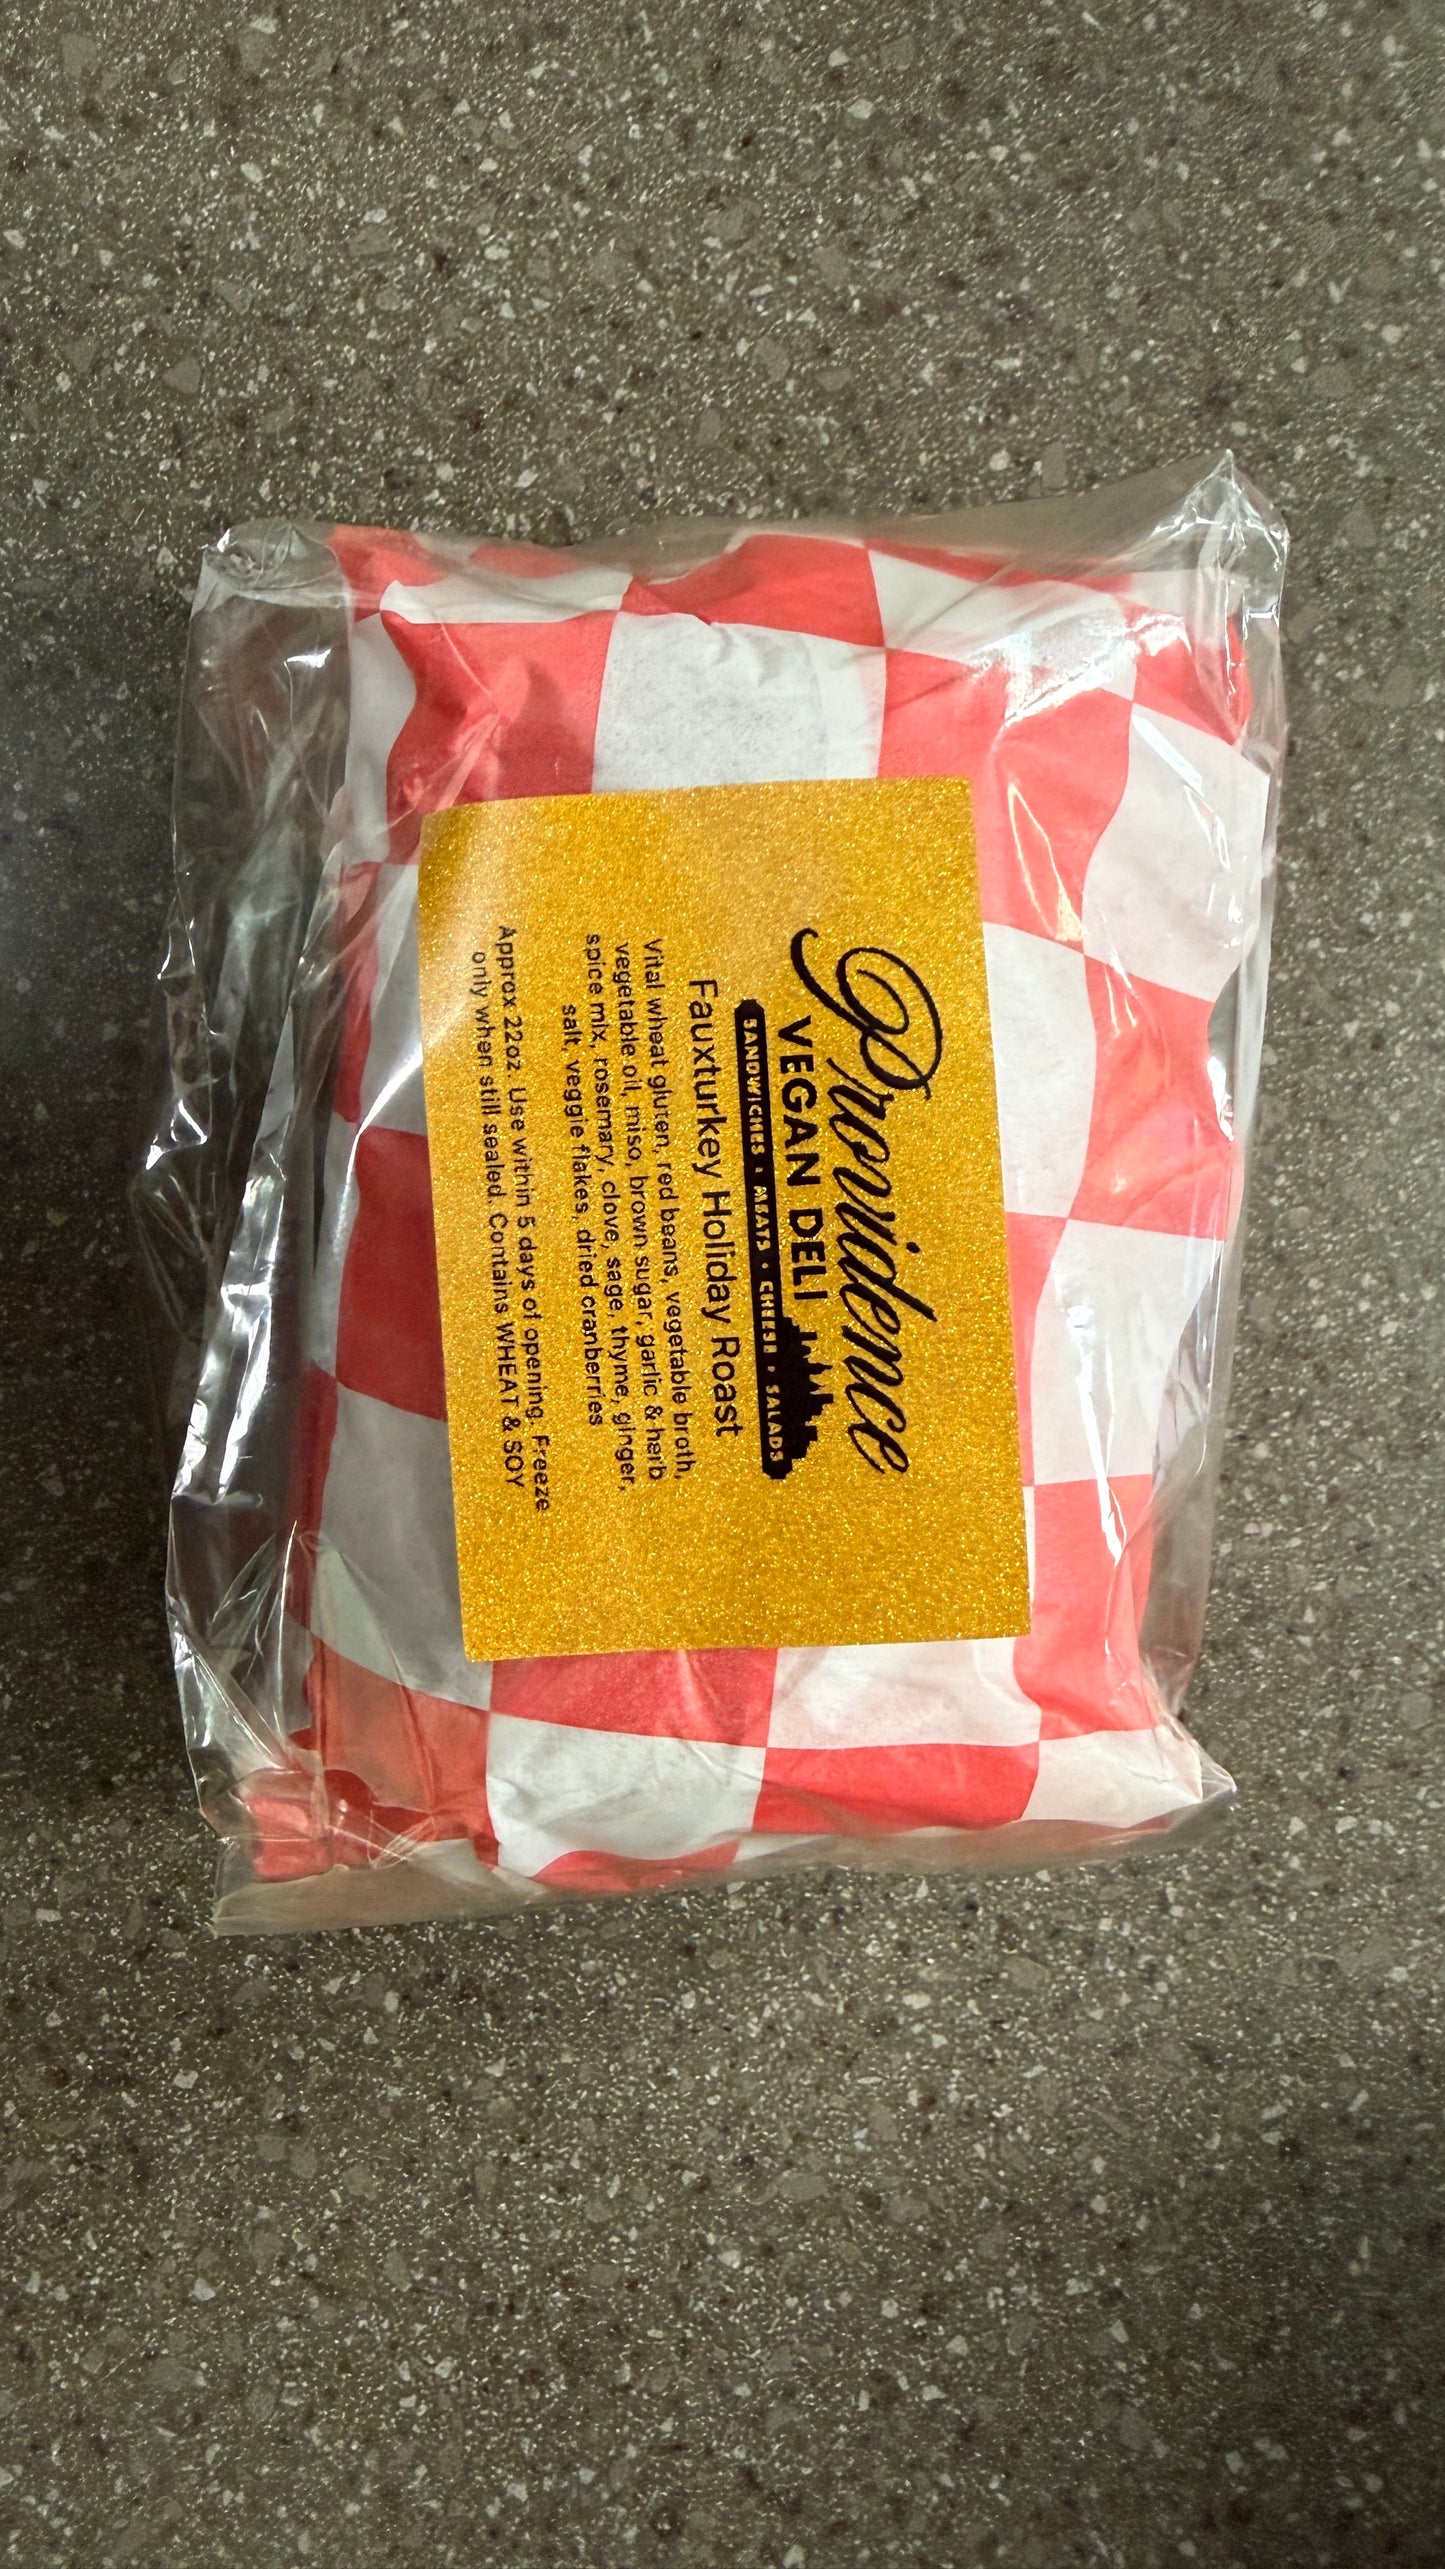 Providence
VEGAN DELI
SANDWICHES • MEATS • CHEESE • SALADS
Fauxturkey Holiday Roast
Vital wheat gluten, red beans, vegetable broth,
vegetable oil, miso, brown sugar, garlic & herb
spice mix, rosemary, clove, sage, thyme, ginger,
salt, veggie flakes, dried cranberries
Approx 22oz. Use within 5 days of opening. Freeze
only when still sealed. Contains WHEAT & SOY